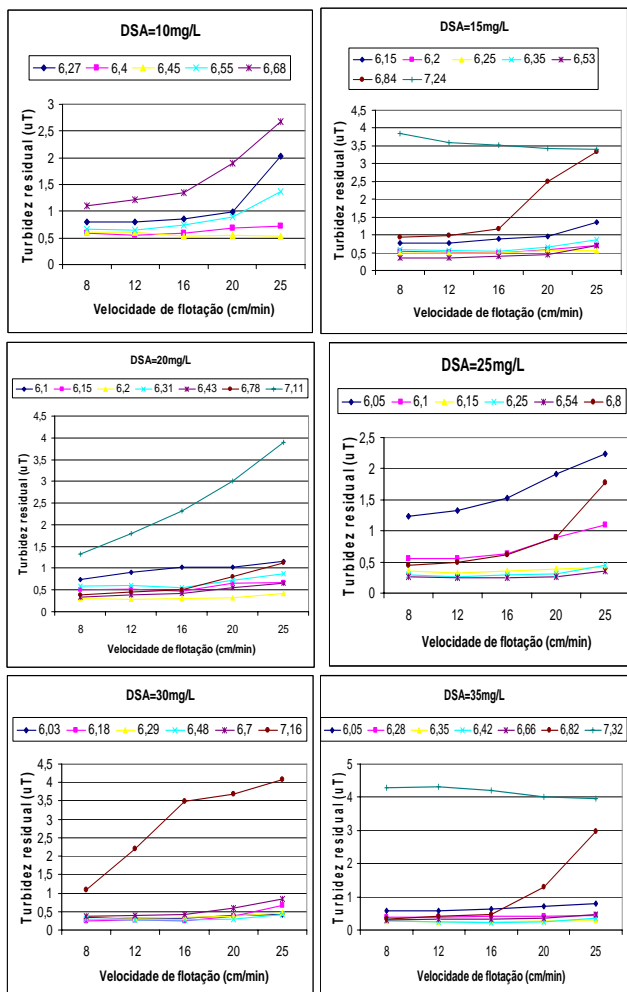 DSA=10mg/L
6,27 6,4 6,45 6,55 6,68
Turbidez residual (uT)
3
2,5
2
1,5
1
0,5
0
8 12 16 20 25
Velocidade de flotação (cm/min)
DSA=15mg/L
6,15 6,2 6,25 6,35 6,53
6,84 7,24
Turbidez residual (uT)
4,5
4
3,5
3
2,5
2
1,5
1
0,5
0
8 12 16 20 25
Velocidade de flotação (cm/min)
DSA=20mg/L
6,1 6,15 6,2 6,31 6,43 6,78 7,11
Turbidez residual (uT)
4,5
4
3,5
3
2,5
2
1,5
1
0,5
0
8 12 16 20 25
Velocidade de flotação (cm/min)
DSA=25mg/L
6,05 6,1 6,15 6,25 6,54 6,8
Turbidez residual (uT)
2,5
2
1,5
1
0,5
0
8 12 16 20 25
Velocidade de flotação (cm/min)
DSA=30mg/L
6,03 6,18 6,29 6,48 6,7 7,16
Turbidez residual (uT)
4,5
4
3,5
3
2,5
2
1,5
1
0,5
0
8 12 16 20 25
Velocidade de flotação (cm/min)
DSA=35mg/L
6,05 6,28 6,35 6,42 6,66 6,82 7,32
Turbidez residual (uT)
5
4
3
2
1
0
8 12 16 20 25
Velocidade de flotação (cm/min)